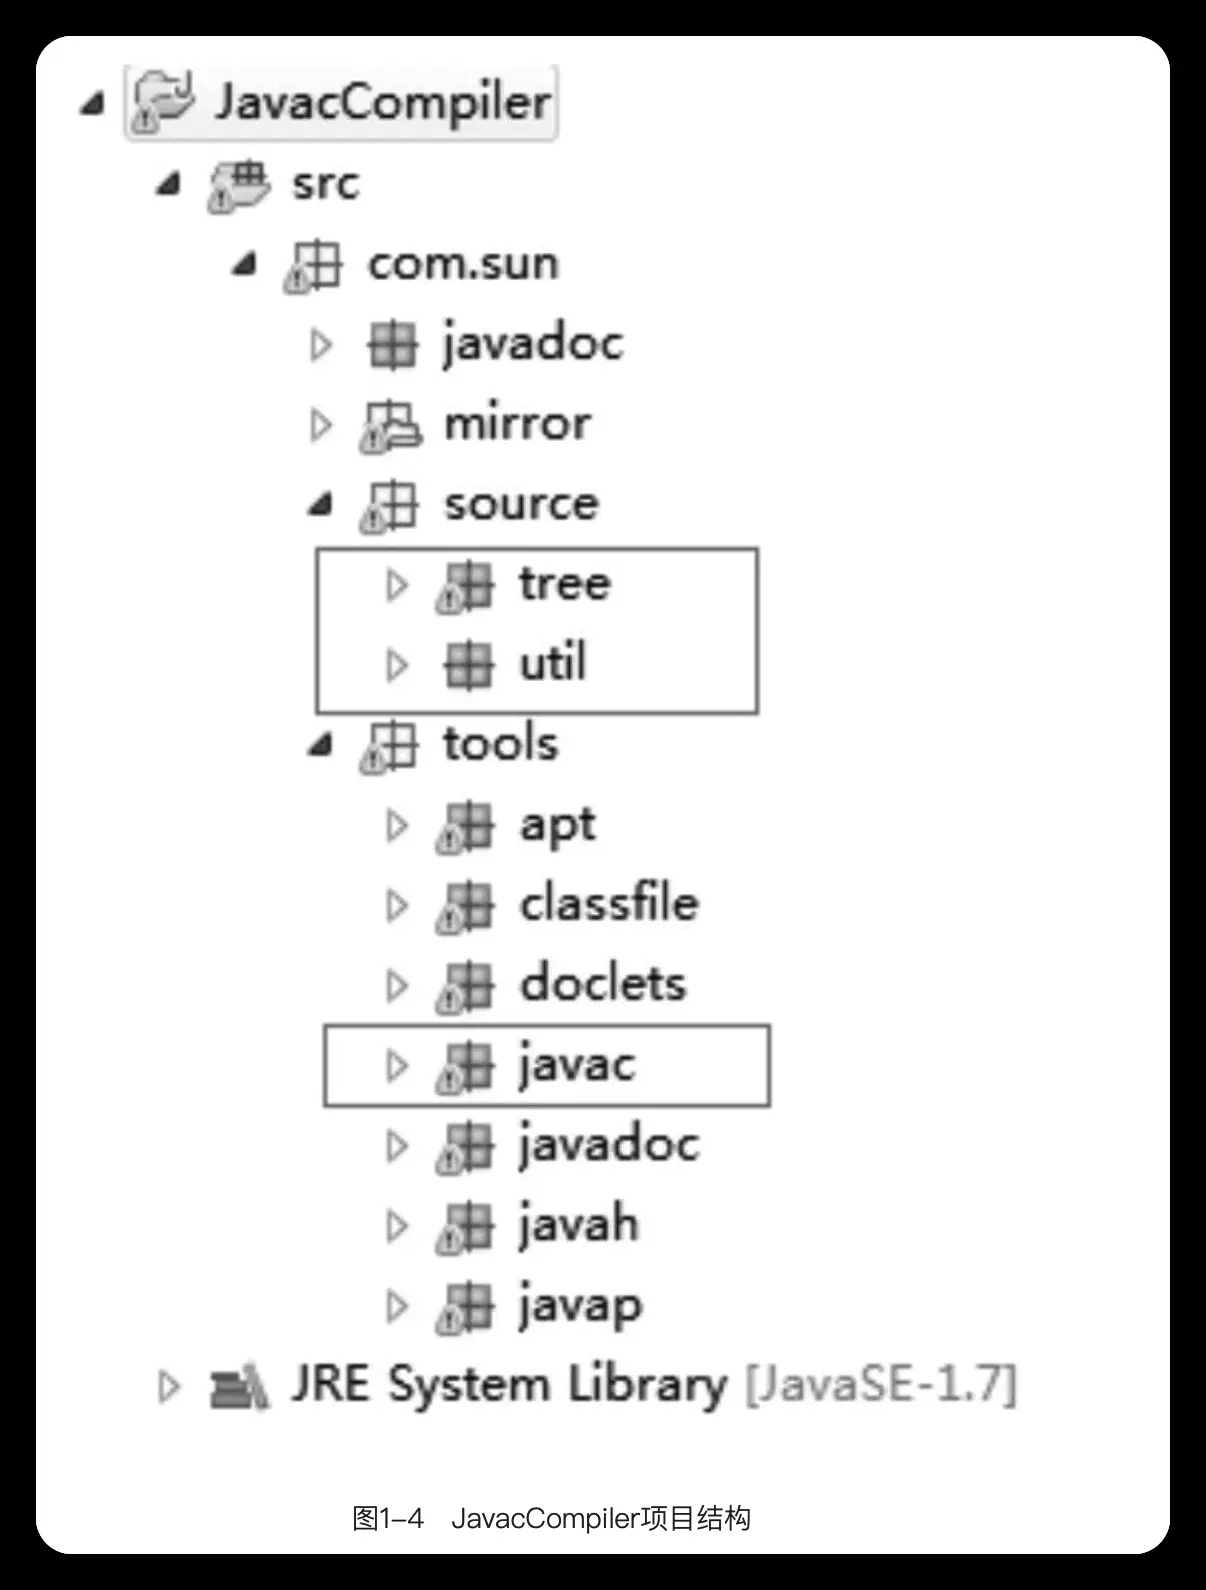 JavacCompiler
src
com.sun
javadoc
mirror
source
tree
util
tools
apt
classfile
doclets
javac
javadoc
javah
javap
JRE System Library [JavaSE-1.7]
图1-4 JavacCompiler项目结构